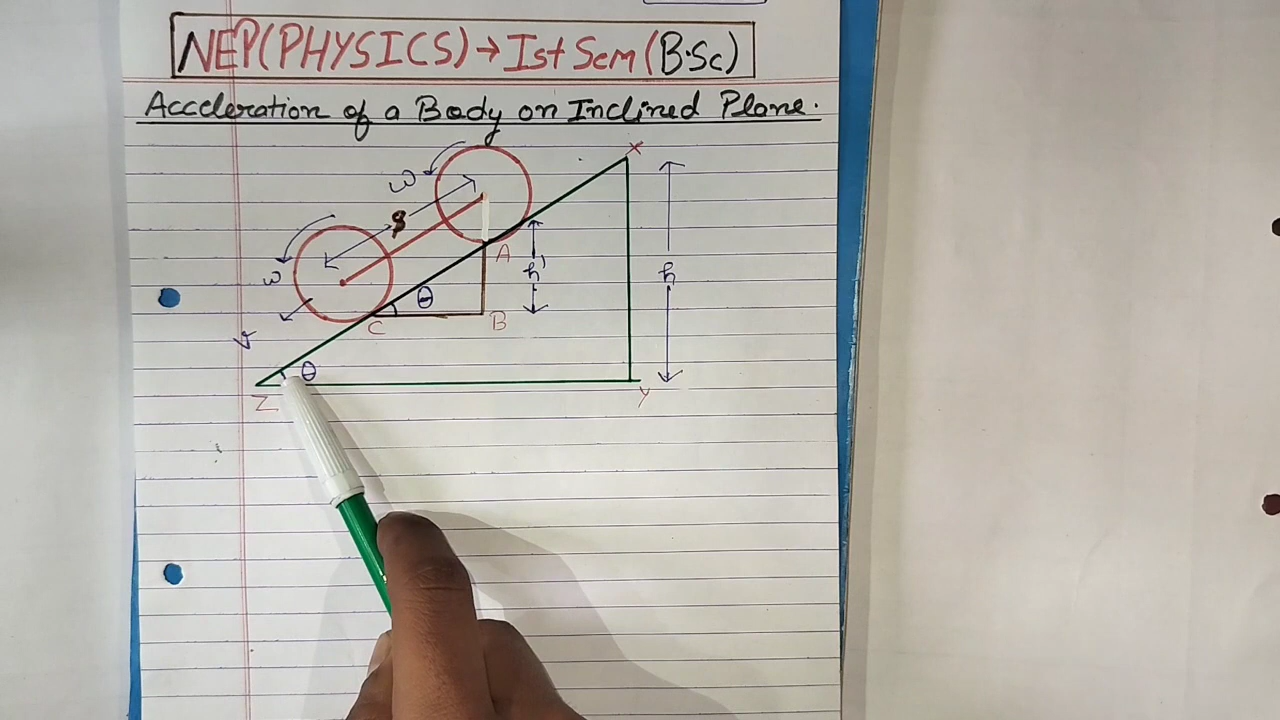 NEP(PHYSICS)→Ist Sem (B.Sc)
Acceleration of a Body on Inclined Plane.
X
ω
S
A
h'
h
ω
θ
C
B
v
θ
Z
Y